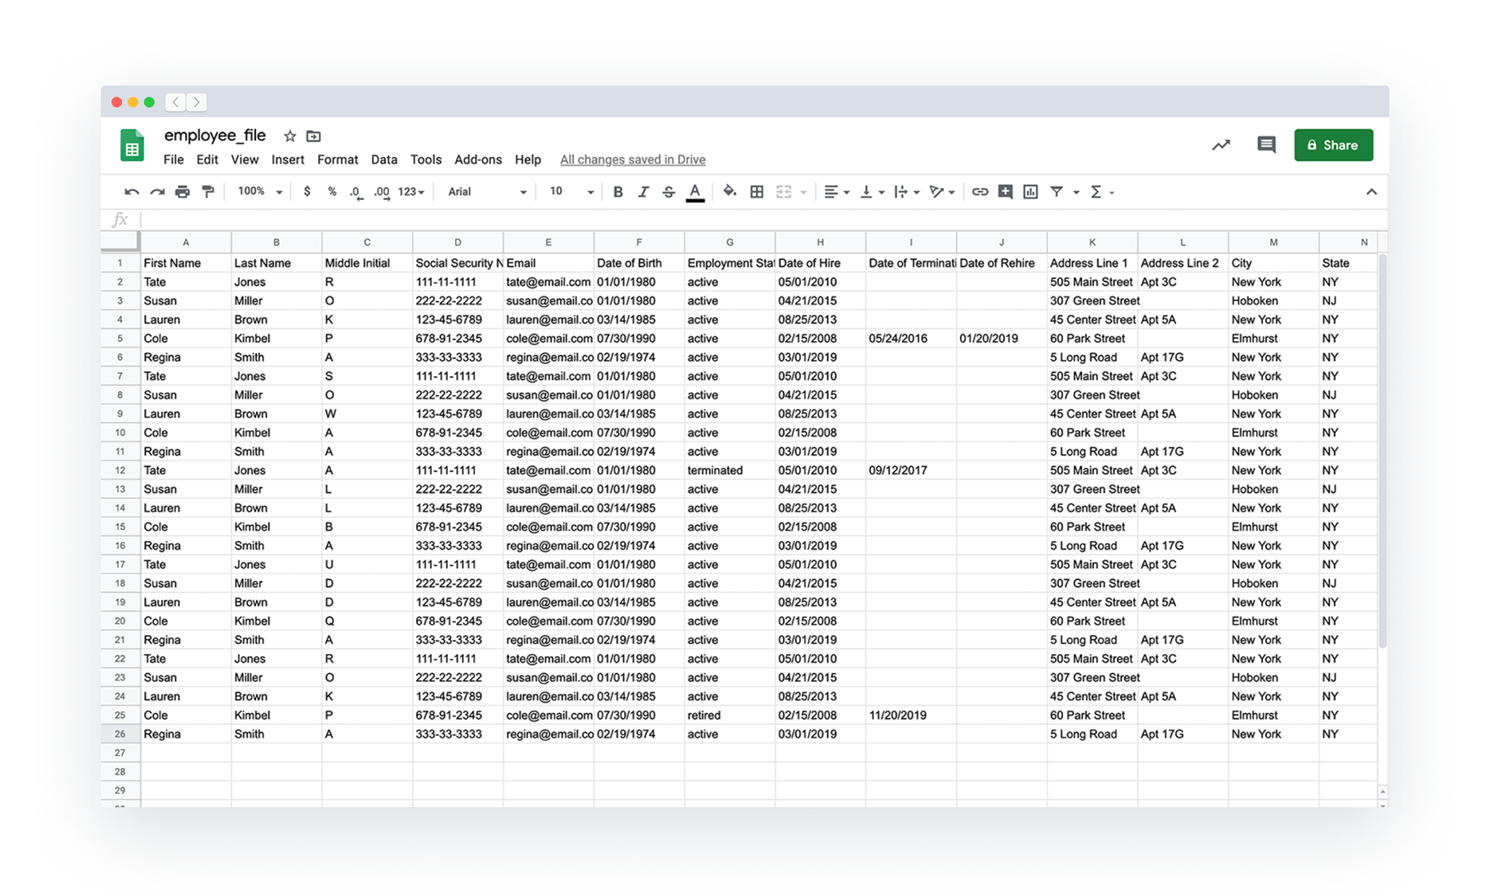 employee_file
File Edit View Insert Format Data Tools Add-ons Help All changes saved in Drive
Share
100% $ % .0 .00 123 Arial 10 B I S A Σ
fx
A B C D E F G H I J K L M N
1 First Name Last Name Middle Initial Social Security N Email Date of Birth Employment Stat Date of Hire Date of Terminati Date of Rehire Address Line 1 Address Line 2 City State
2 Tate Jones R 111-11-1111 tate@email.com 01/01/1980 active 05/01/2010 505 Main Street Apt 3C New York NY
3 Susan Miller O 222-22-2222 susan@email.co 01/01/1980 active 04/21/2015 307 Green Street Hoboken NJ
4 Lauren Brown K 123-45-6789 lauren@email.co 03/14/1985 active 08/25/2013 45 Center Street Apt 5A New York NY
5 Cole Kimbel P 678-91-2345 cole@email.com 07/30/1990 active 02/15/2008 05/24/2016 01/20/2019 60 Park Street Elmhurst NY
6 Regina Smith A 333-33-3333 regina@email.co 02/19/1974 active 03/01/2019 5 Long Road Apt 17G New York NY
7 Tate Jones S 111-11-1111 tate@email.com 01/01/1980 active 05/01/2010 505 Main Street Apt 3C New York NY
8 Susan Miller O 222-22-2222 susan@email.co 01/01/1980 active 04/21/2015 307 Green Street Hoboken NJ
9 Lauren Brown W 123-45-6789 lauren@email.co 03/14/1985 active 08/25/2013 45 Center Street Apt 5A New York NY
10 Cole Kimbel A 678-91-2345 cole@email.com 07/30/1990 active 02/15/2008 60 Park Street Elmhurst NY
11 Regina Smith A 333-33-3333 regina@email.co 02/19/1974 active 03/01/2019 5 Long Road Apt 17G New York NY
12 Tate Jones A 111-11-1111 tate@email.com 01/01/1980 terminated 05/01/2010 09/12/2017 505 Main Street Apt 3C New York NY
13 Susan Miller L 222-22-2222 susan@email.co 01/01/1980 active 04/21/2015 307 Green Street Hoboken NJ
14 Lauren Brown L 123-45-6789 lauren@email.co 03/14/1985 active 08/25/2013 45 Center Street Apt 5A New York NY
15 Cole Kimbel B 678-91-2345 cole@email.com 07/30/1990 active 02/15/2008 60 Park Street Elmhurst NY
16 Regina Smith A 333-33-3333 regina@email.co 02/19/1974 active 03/01/2019 5 Long Road Apt 17G New York NY
17 Tate Jones U 111-11-1111 tate@email.com 01/01/1980 active 05/01/2010 505 Main Street Apt 3C New York NY
18 Susan Miller D 222-22-2222 susan@email.co 01/01/1980 active 04/21/2015 307 Green Street Hoboken NJ
19 Lauren Brown D 123-45-6789 lauren@email.co 03/14/1985 active 08/25/2013 45 Center Street Apt 5A New York NY
20 Cole Kimbel Q 678-91-2345 cole@email.com 07/30/1990 active 02/15/2008 60 Park Street Elmhurst NY
21 Regina Smith A 333-33-3333 regina@email.co 02/19/1974 active 03/01/2019 5 Long Road Apt 17G New York NY
22 Tate Jones R 111-11-1111 tate@email.com 01/01/1980 active 05/01/2010 505 Main Street Apt 3C New York NY
23 Susan Miller O 222-22-2222 susan@email.co 01/01/1980 active 04/21/2015 307 Green Street Hoboken NJ
24 Lauren Brown K 123-45-6789 lauren@email.co 03/14/1985 active 08/25/2013 45 Center Street Apt 5A New York NY
25 Cole Kimbel P 678-91-2345 cole@email.com 07/30/1990 retired 02/15/2008 11/20/2019 60 Park Street Elmhurst NY
26 Regina Smith A 333-33-3333 regina@email.co 02/19/1974 active 03/01/2019 5 Long Road Apt 17G New York NY
27
28
29